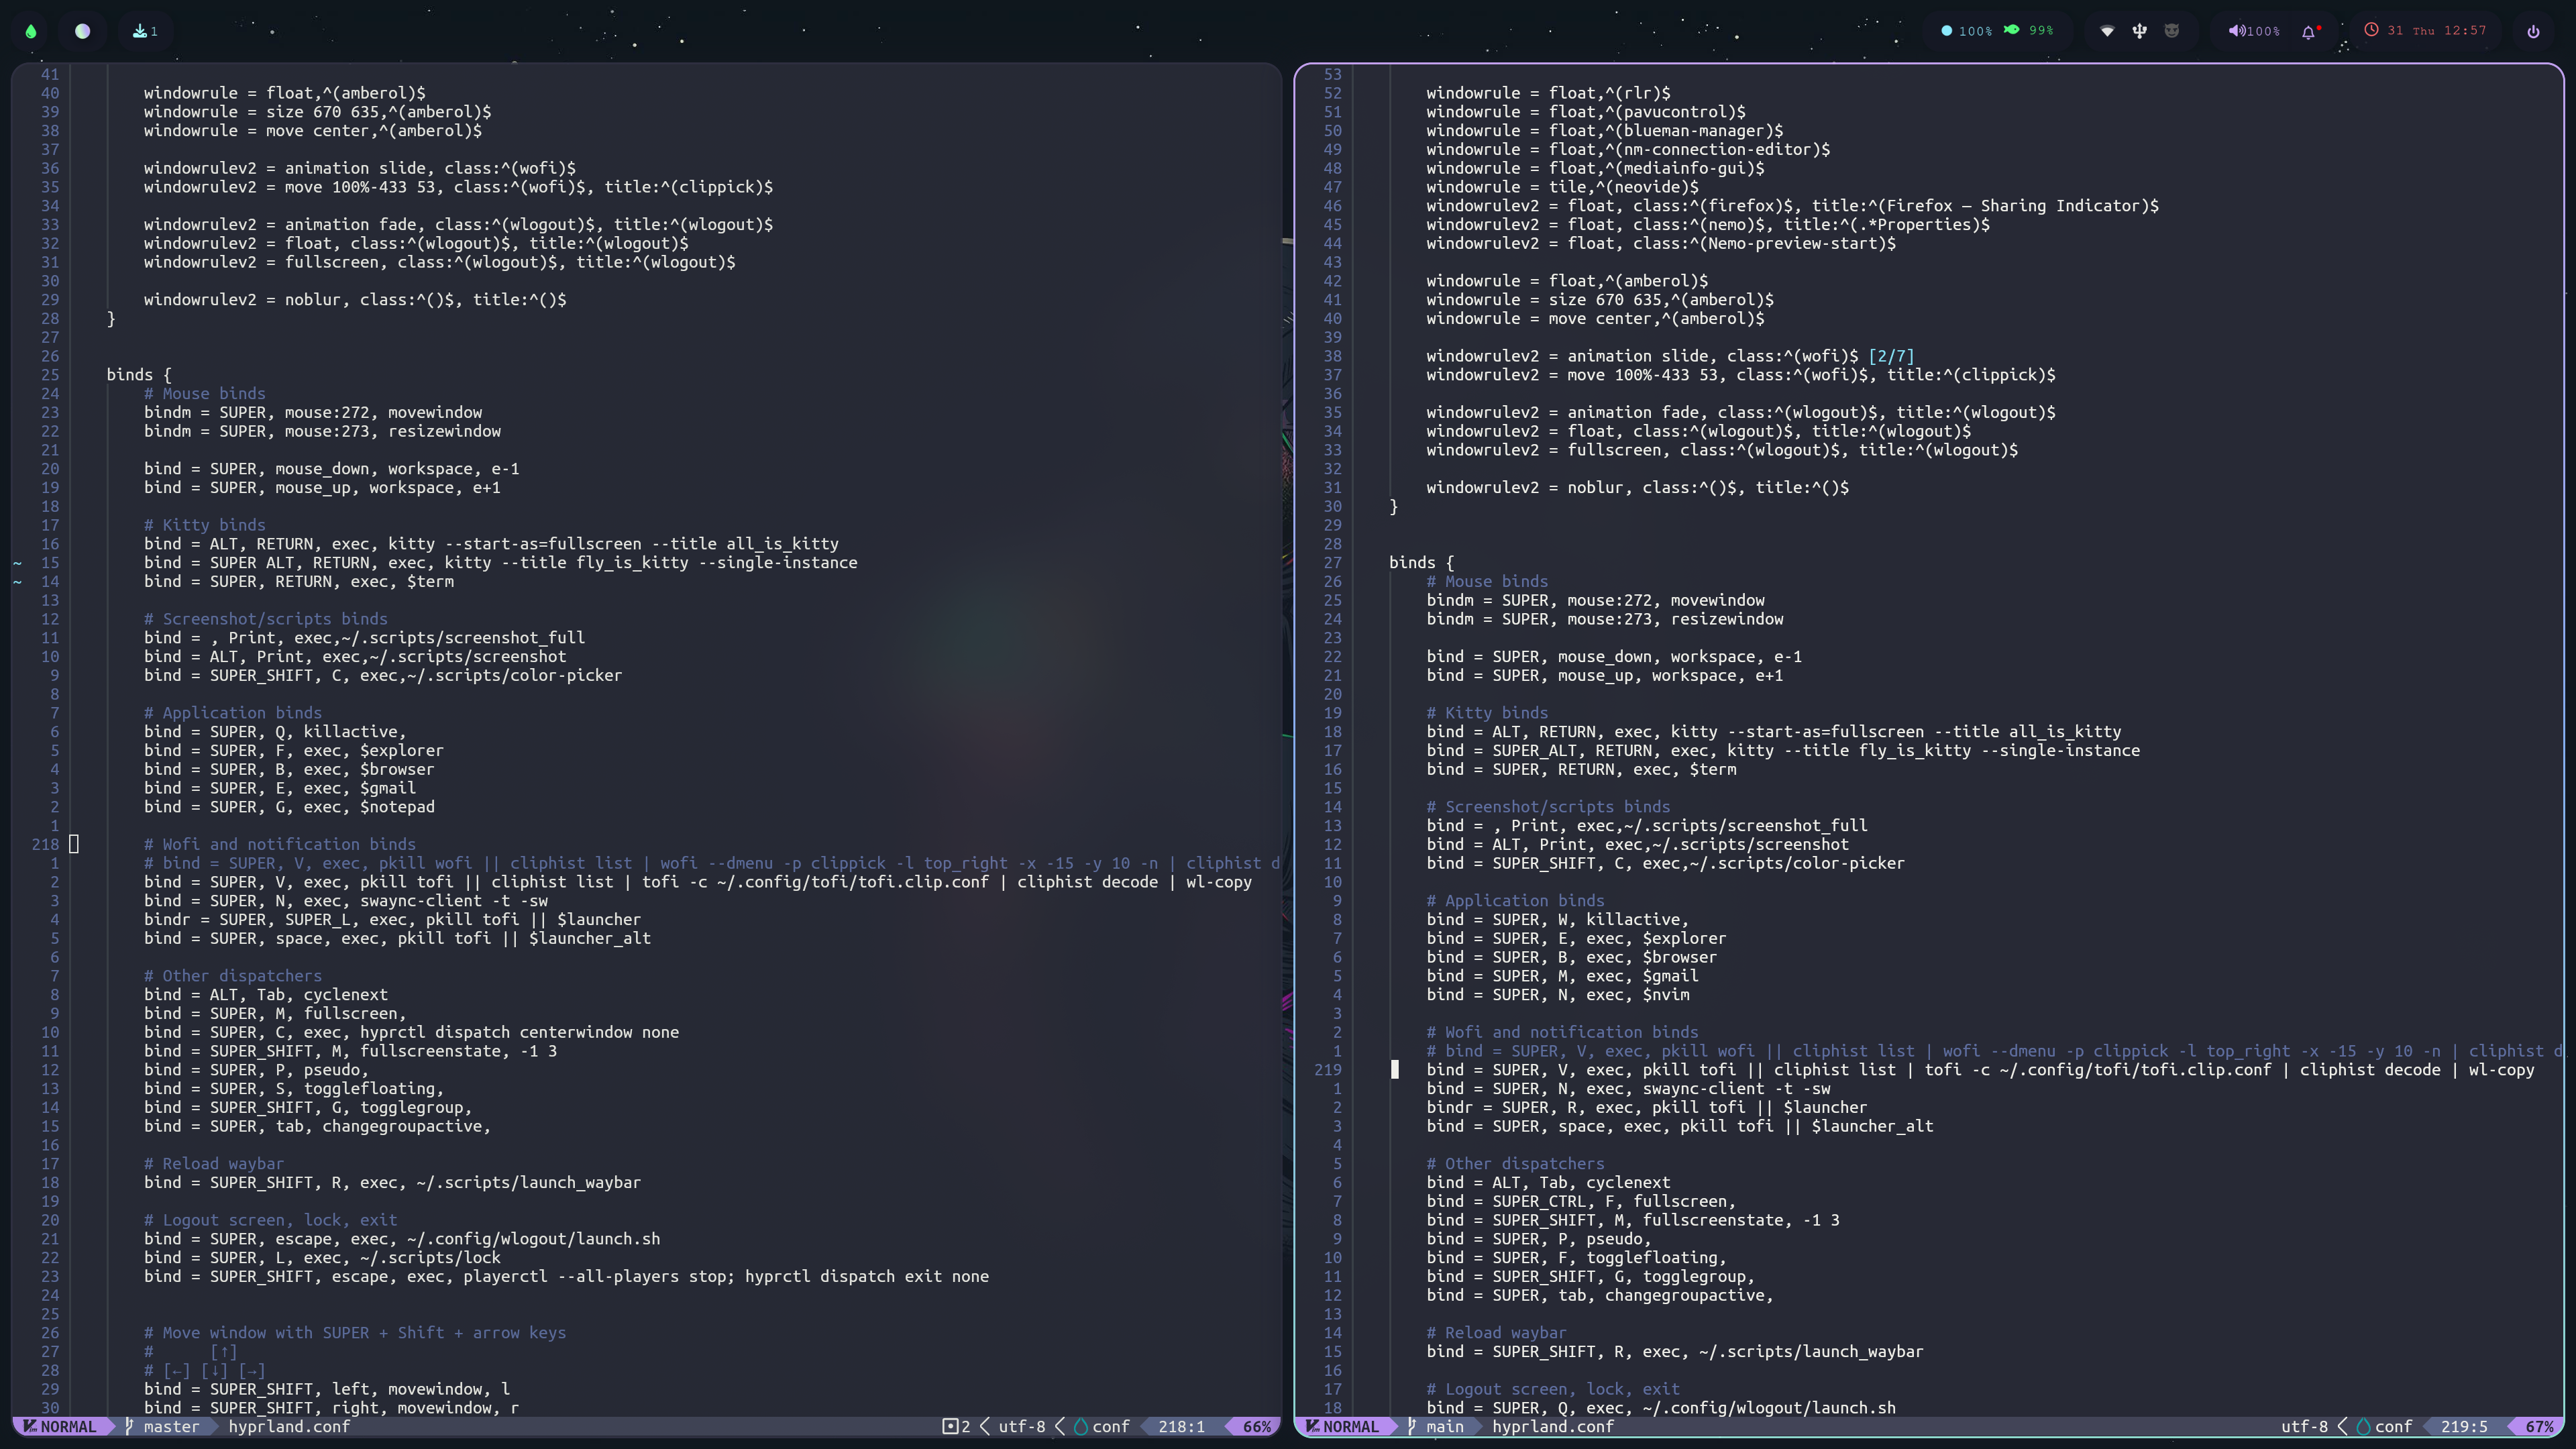 1
100% 99% 100% 31 Thu 12:57
41
40 windowrule = float,^(amberol)$
39 windowrule = size 670 635,^(amberol)$
38 windowrule = move center,^(amberol)$
37
36 windowrulev2 = animation slide, class:^(wofi)$
35 windowrulev2 = move 100%-433 53, class:^(wofi)$, title:^(clippick)$
34
33 windowrulev2 = animation fade, class:^(wlogout)$, title:^(wlogout)$
32 windowrulev2 = float, class:^(wlogout)$, title:^(wlogout)$
31 windowrulev2 = fullscreen, class:^(wlogout)$, title:^(wlogout)$
30
29 windowrulev2 = noblur, class:^()$, title:^()$
28 }
27
26
25 binds {
24 # Mouse binds
23 bindm = SUPER, mouse:272, movewindow
22 bindm = SUPER, mouse:273, resizewindow
21
20 bind = SUPER, mouse_down, workspace, e-1
19 bind = SUPER, mouse_up, workspace, e+1
18
17 # Kitty binds
16 bind = ALT, RETURN, exec, kitty --start-as=fullscreen --title all_is_kitty
~ 15 bind = SUPER ALT, RETURN, exec, kitty --title fly_is_kitty --single-instance
~ 14 bind = SUPER, RETURN, exec, $term
13
12 # Screenshot/scripts binds
11 bind = , Print, exec,~/.scripts/screenshot_full
10 bind = ALT, Print, exec,~/.scripts/screenshot
9 bind = SUPER_SHIFT, C, exec,~/.scripts/color-picker
8
7 # Application binds
6 bind = SUPER, Q, killactive,
5 bind = SUPER, F, exec, $explorer
4 bind = SUPER, B, exec, $browser
3 bind = SUPER, E, exec, $gmail
2 bind = SUPER, G, exec, $notepad
1
218 # Wofi and notification binds
1 # bind = SUPER, V, exec, pkill wofi || cliphist list | wofi --dmenu -p clippick -l top_right -x -15 -y 10 -n | cliphist d
2 bind = SUPER, V, exec, pkill tofi || cliphist list | tofi -c ~/.config/tofi/tofi.clip.conf | cliphist decode | wl-copy
3 bind = SUPER, N, exec, swaync-client -t -sw
4 bindr = SUPER, SUPER_L, exec, pkill tofi || $launcher
5 bind = SUPER, space, exec, pkill tofi || $launcher_alt
6
7 # Other dispatchers
8 bind = ALT, Tab, cyclenext
9 bind = SUPER, M, fullscreen,
10 bind = SUPER, C, exec, hyprctl dispatch centerwindow none
11 bind = SUPER_SHIFT, M, fullscreenstate, -1 3
12 bind = SUPER, P, pseudo,
13 bind = SUPER, S, togglefloating,
14 bind = SUPER_SHIFT, G, togglegroup,
15 bind = SUPER, tab, changegroupactive,
16
17 # Reload waybar
18 bind = SUPER_SHIFT, R, exec, ~/.scripts/launch_waybar
19
20 # Logout screen, lock, exit
21 bind = SUPER, escape, exec, ~/.config/wlogout/launch.sh
22 bind = SUPER, L, exec, ~/.scripts/lock
23 bind = SUPER_SHIFT, escape, exec, playerctl --all-players stop; hyprctl dispatch exit none
24
25
26 # Move window with SUPER + Shift + arrow keys
27 # [↑]
28 # [←] [↓] [→]
29 bind = SUPER_SHIFT, left, movewindow, l
30 bind = SUPER_SHIFT, right, movewindow, r
NORMAL master hyprland.conf 2 utf-8 conf 218:1 66%
53
52 windowrule = float,^(rlr)$
51 windowrule = float,^(pavucontrol)$
50 windowrule = float,^(blueman-manager)$
49 windowrule = float,^(nm-connection-editor)$
48 windowrule = float,^(mediainfo-gui)$
47 windowrule = tile,^(neovide)$
46 windowrulev2 = float, class:^(firefox)$, title:^(Firefox — Sharing Indicator)$
45 windowrulev2 = float, class:^(nemo)$, title:^(.*Properties)$
44 windowrulev2 = float, class:^(Nemo-preview-start)$
43
42 windowrule = float,^(amberol)$
41 windowrule = size 670 635,^(amberol)$
40 windowrule = move center,^(amberol)$
39
38 windowrulev2 = animation slide, class:^(wofi)$ [2/7]
37 windowrulev2 = move 100%-433 53, class:^(wofi)$, title:^(clippick)$
36
35 windowrulev2 = animation fade, class:^(wlogout)$, title:^(wlogout)$
34 windowrulev2 = float, class:^(wlogout)$, title:^(wlogout)$
33 windowrulev2 = fullscreen, class:^(wlogout)$, title:^(wlogout)$
32
31 windowrulev2 = noblur, class:^()$, title:^()$
30 }
29
28
27 binds {
26 # Mouse binds
25 bindm = SUPER, mouse:272, movewindow
24 bindm = SUPER, mouse:273, resizewindow
23
22 bind = SUPER, mouse_down, workspace, e-1
21 bind = SUPER, mouse_up, workspace, e+1
20
19 # Kitty binds
18 bind = ALT, RETURN, exec, kitty --start-as=fullscreen --title all_is_kitty
17 bind = SUPER_ALT, RETURN, exec, kitty --title fly_is_kitty --single-instance
16 bind = SUPER, RETURN, exec, $term
15
14 # Screenshot/scripts binds
13 bind = , Print, exec,~/.scripts/screenshot_full
12 bind = ALT, Print, exec,~/.scripts/screenshot
11 bind = SUPER_SHIFT, C, exec,~/.scripts/color-picker
10
9 # Application binds
8 bind = SUPER, W, killactive,
7 bind = SUPER, E, exec, $explorer
6 bind = SUPER, B, exec, $browser
5 bind = SUPER, M, exec, $gmail
4 bind = SUPER, N, exec, $nvim
3
2 # Wofi and notification binds
1 # bind = SUPER, V, exec, pkill wofi || cliphist list | wofi --dmenu -p clippick -l top_right -x -15 -y 10 -n | cliphist d
219 bind = SUPER, V, exec, pkill tofi || cliphist list | tofi -c ~/.config/tofi/tofi.clip.conf | cliphist decode | wl-copy
1 bind = SUPER, N, exec, swaync-client -t -sw
2 bindr = SUPER, R, exec, pkill tofi || $launcher
3 bind = SUPER, space, exec, pkill tofi || $launcher_alt
4
5 # Other dispatchers
6 bind = ALT, Tab, cyclenext
7 bind = SUPER_CTRL, F, fullscreen,
8 bind = SUPER_SHIFT, M, fullscreenstate, -1 3
9 bind = SUPER, P, pseudo,
10 bind = SUPER, F, togglefloating,
11 bind = SUPER_SHIFT, G, togglegroup,
12 bind = SUPER, tab, changegroupactive,
13
14 # Reload waybar
15 bind = SUPER_SHIFT, R, exec, ~/.scripts/launch_waybar
16
17 # Logout screen, lock, exit
18 bind = SUPER, Q, exec, ~/.config/wlogout/launch.sh
NORMAL main hyprland.conf utf-8 conf 219:5 67%